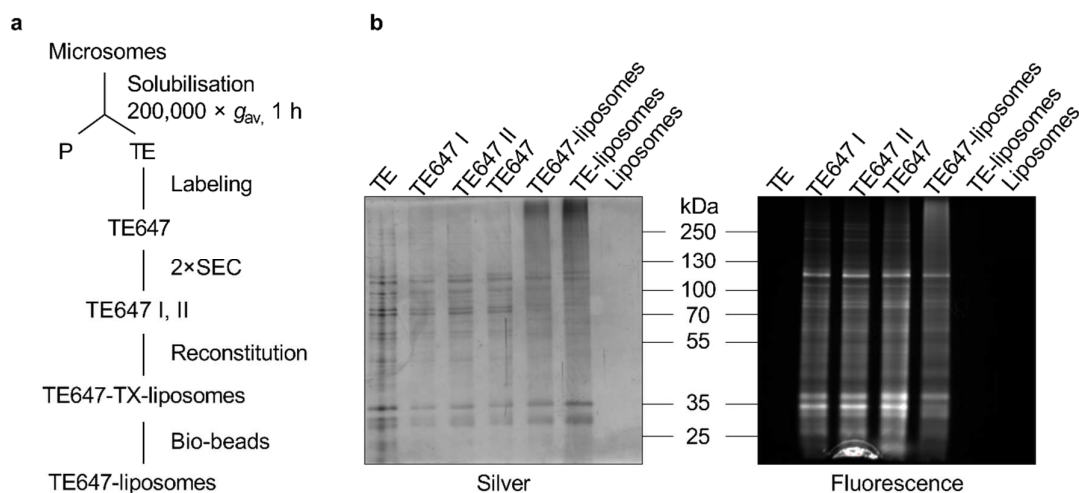 a
Microsomes
Solubilisation
200,000 × gav, 1 h
P
TE
Labeling
TE647
2×SEC
TE647 I, II
Reconstitution
TE647-TX-liposomes
Bio-beads
TE647-liposomes
b
TE
TE647 I
TE647 II
TE647
TE647-liposomes
TE-liposomes
Liposomes
kDa
250
130
100
70
55
35
25
Silver
TE
TE647 I
TE647 II
TE647
TE647-liposomes
TE-liposomes
Liposomes
Fluorescence